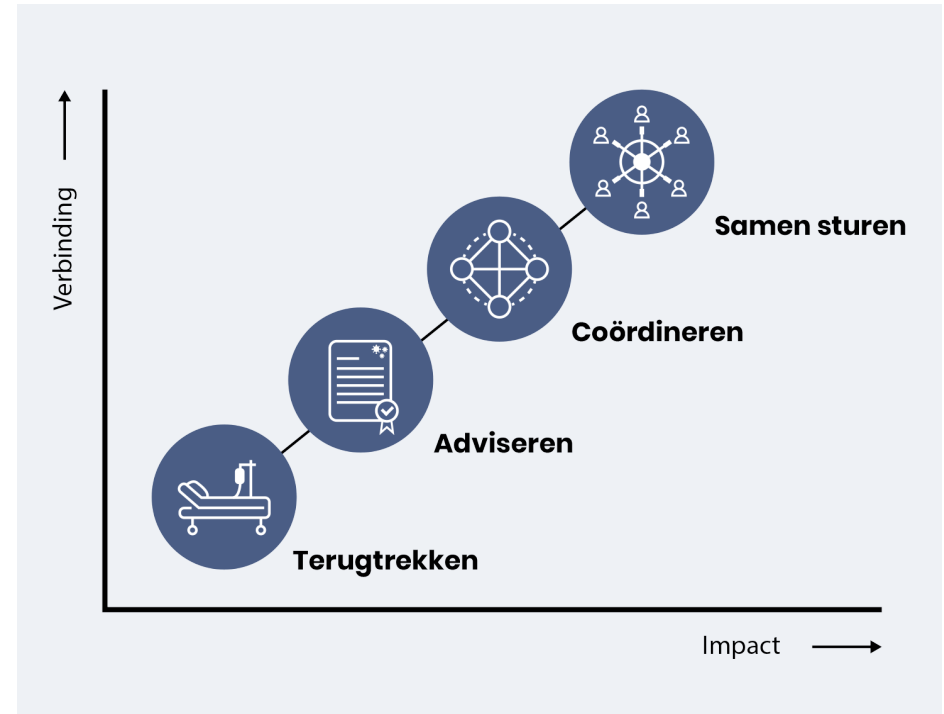 Verbinding
Samen sturen
Coördineren
Adviseren
Terugtrekken
Impact